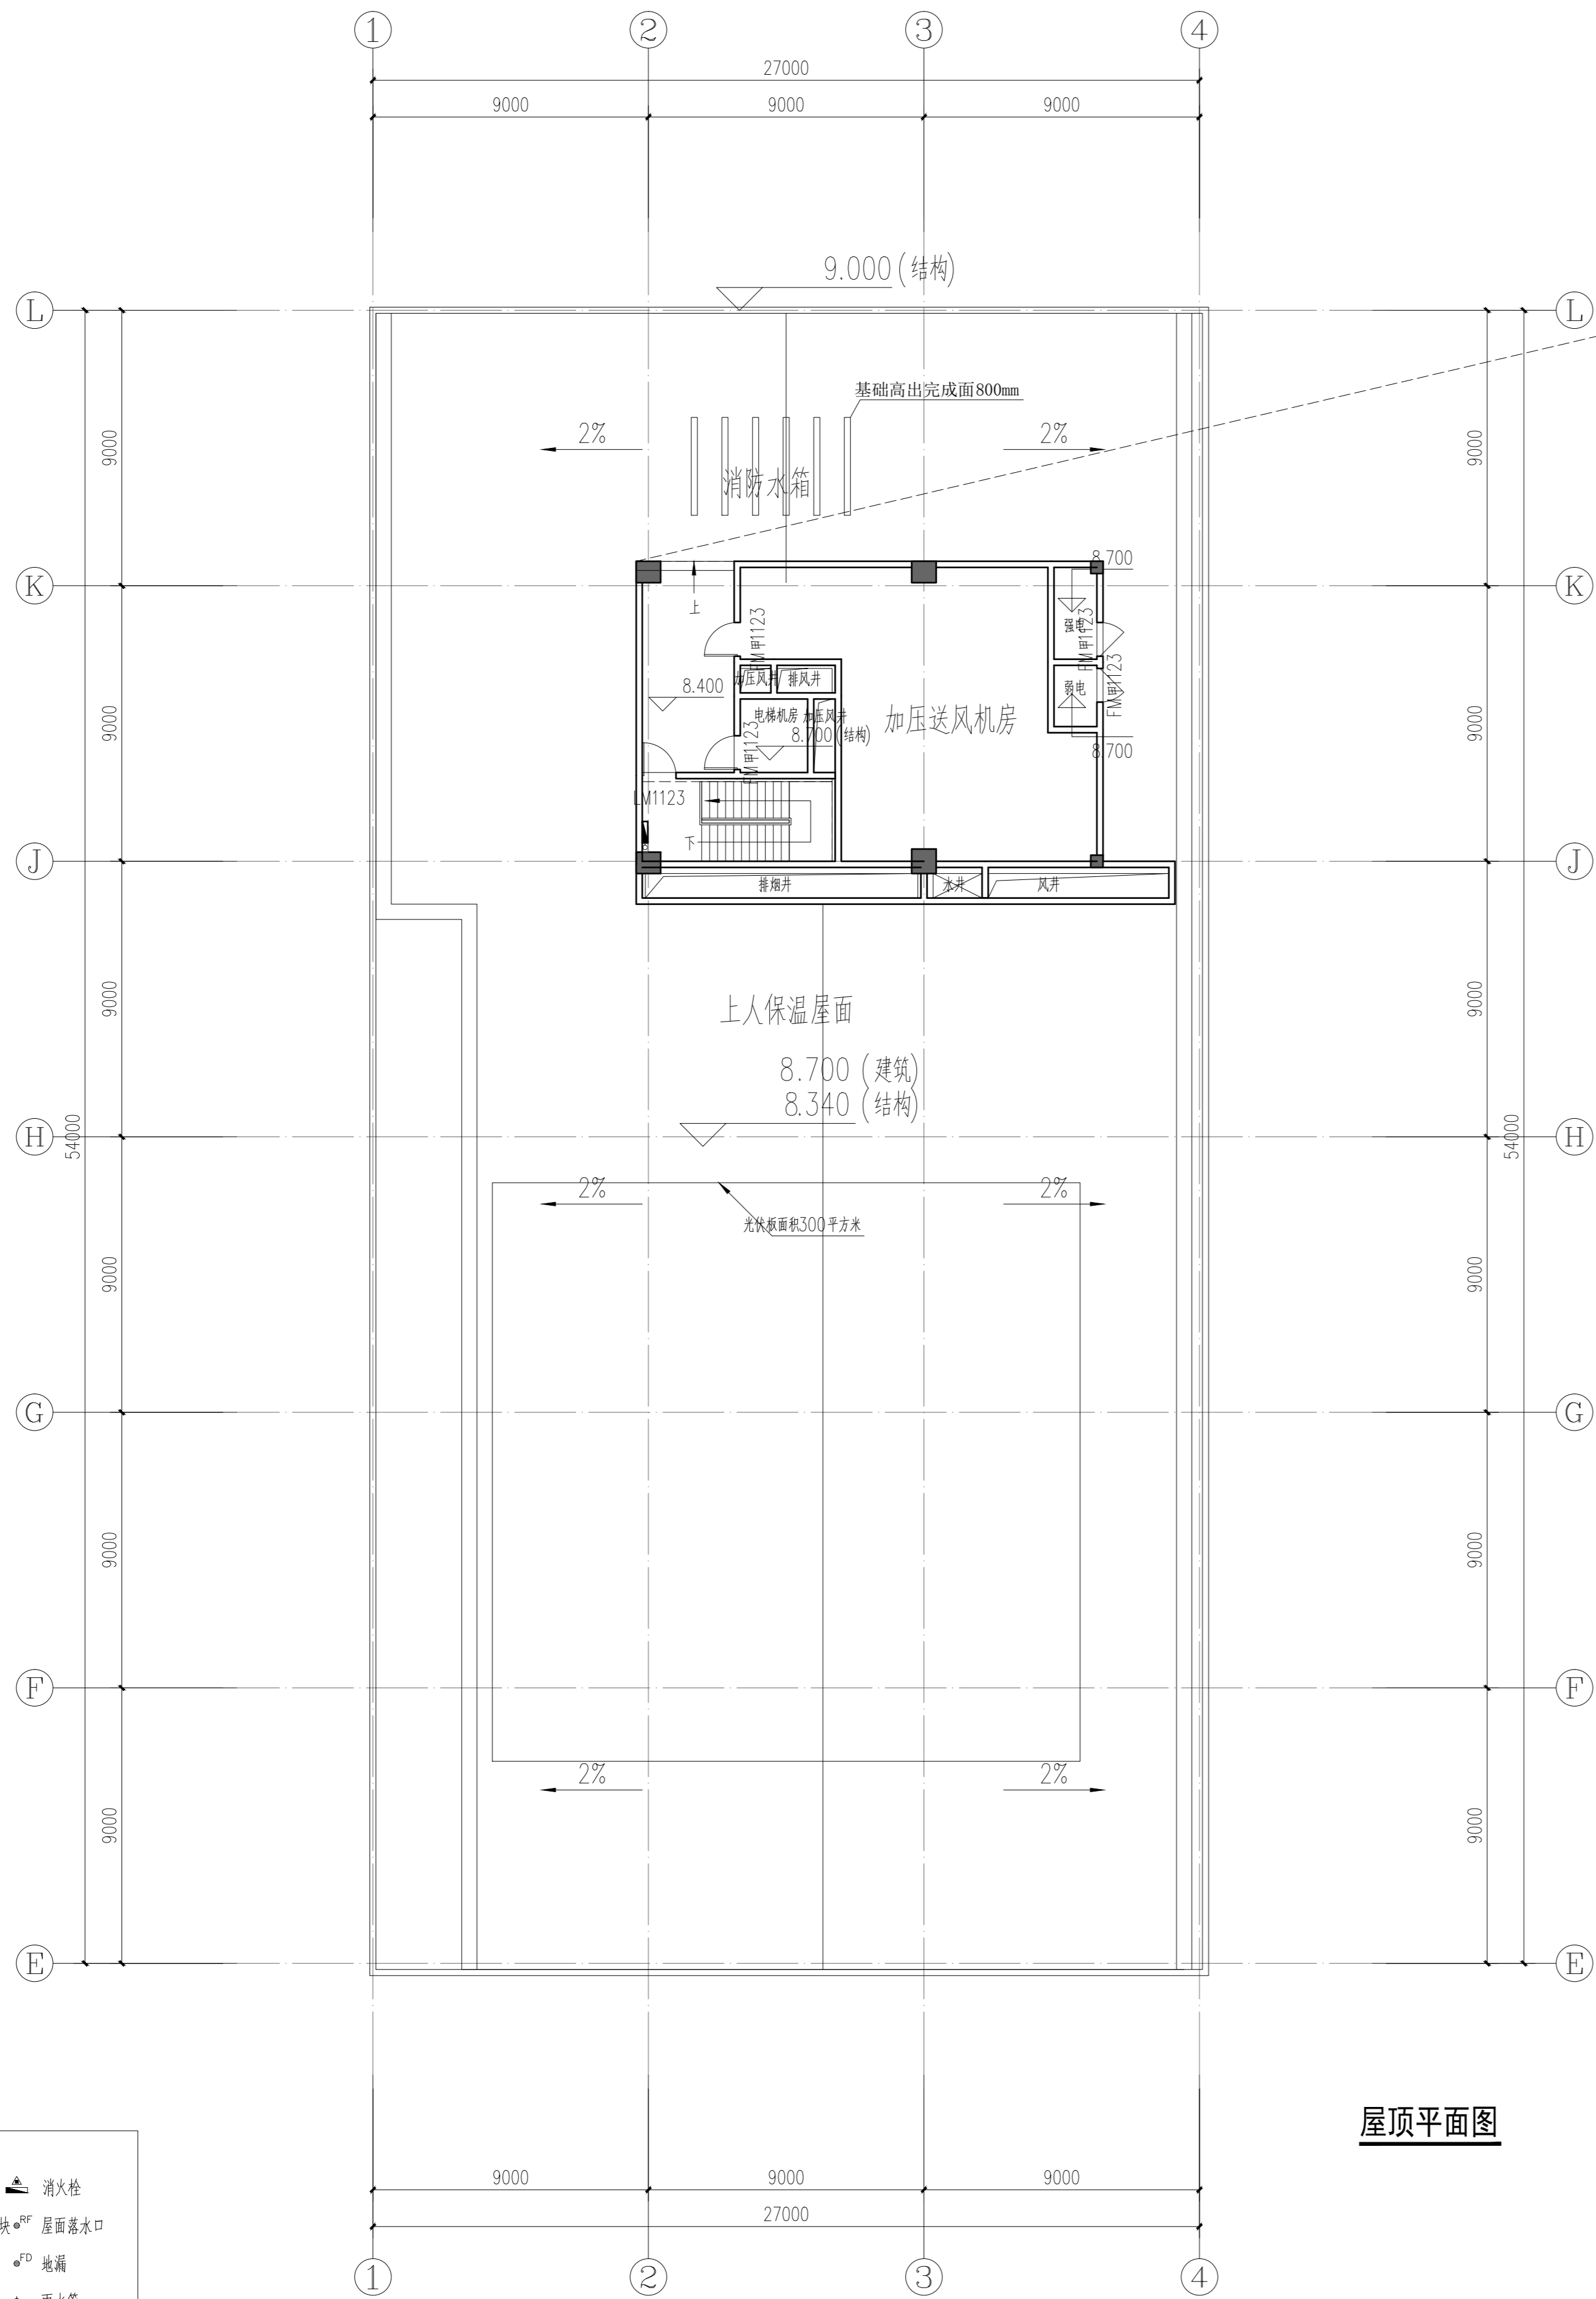 1 2 3 4
27000
9000 9000 9000
9.000(结构)
L L
基础高出完成面800mm
9000 2% 2% 9000
消防水箱
8.700
K K
上
FM甲1123
强电
FM甲1123
加压风井 排风井
8.400
弱电
FM甲1123
电梯机房 加压风井
加压送风机房
9000 9000
8.700(结构)
FM甲1123
8.700
LM1123
下
J J
排烟井 水井 风井
9000 9000
上人保温屋面
8.700(建筑)
8.340(结构)
H 54000 54000 H
2% 2%
光伏板面积300平方米
9000 9000
G G
9000 9000
F F
2% 2%
9000 9000
E E
屋顶平面图
9000 9000 9000
27000
1 2 3 4
消火栓
块 RF 屋面落水口
FD 地漏